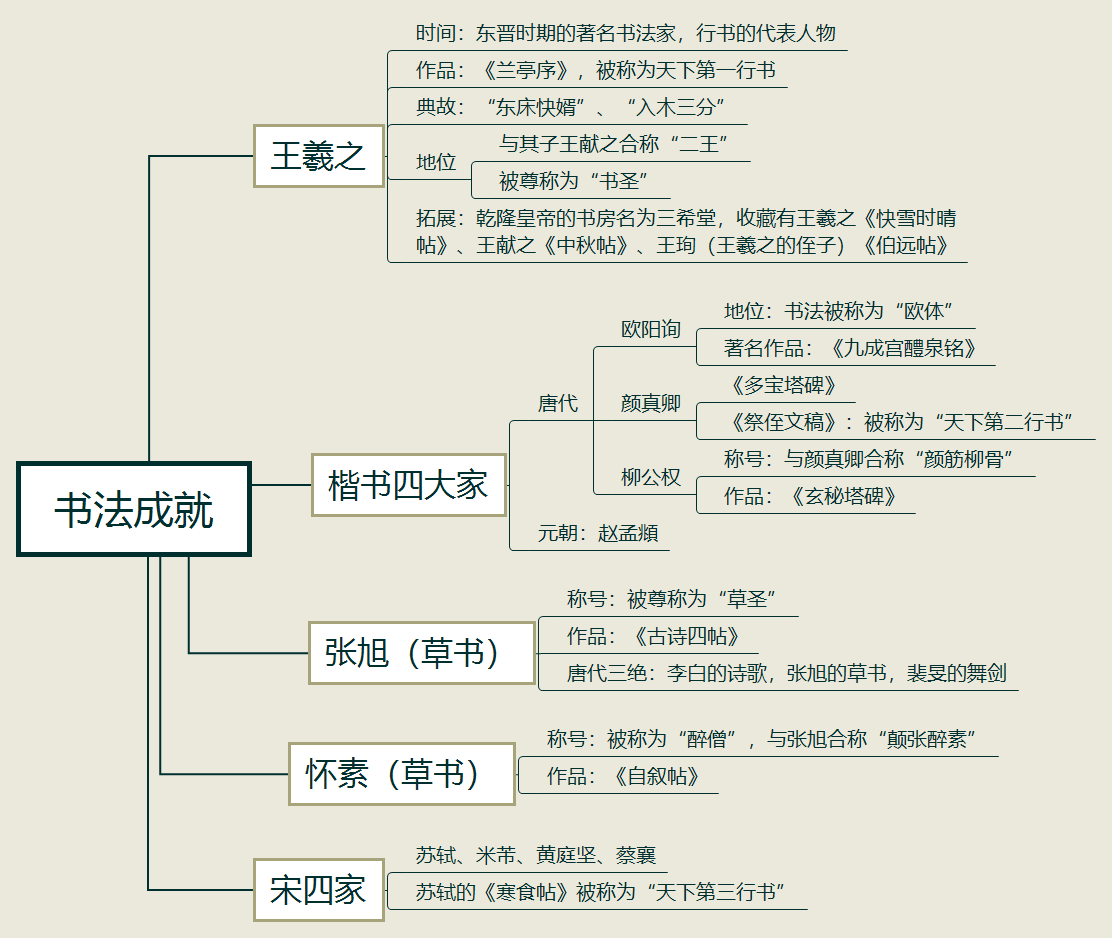 书法成就
王羲之
时间：东晋时期的著名书法家，行书的代表人物
作品：《兰亭序》，被称为天下第一行书
典故：“东床快婿”、“入木三分”
地位
与其子王献之合称“二王”
被尊称为“书圣”
拓展：乾隆皇帝的书房名为三希堂，收藏有王羲之《快雪时晴
帖》、王献之《中秋帖》、王珣（王羲之的侄子）《伯远帖》
楷书四大家
唐代
欧阳询
地位：书法被称为“欧体”
著名作品：《九成宫醴泉铭》
颜真卿
《多宝塔碑》
《祭侄文稿》：被称为“天下第二行书”
柳公权
称号：与颜真卿合称“颜筋柳骨”
作品：《玄秘塔碑》
元朝：赵孟頫
张旭（草书）
称号：被尊称为“草圣”
作品：《古诗四帖》
唐代三绝：李白的诗歌，张旭的草书，裴旻的舞剑
怀素（草书）
称号：被称为“醉僧”，与张旭合称“颠张醉素”
作品：《自叙帖》
宋四家
苏轼、米芾、黄庭坚、蔡襄
苏轼的《寒食帖》被称为“天下第三行书”